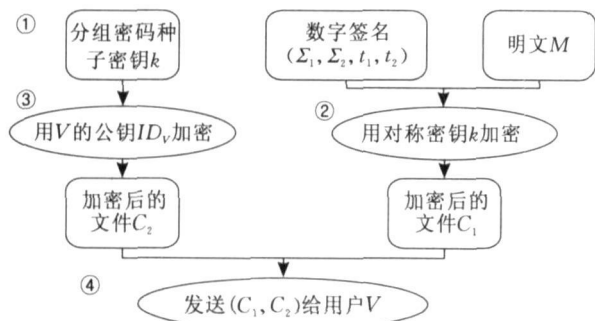 ①
分组密码种
子密钥k
数字签名
(Σ₁, Σ₂, t₁, t₂)
明文M
③
用V的公钥ID_V加密
②
用对称密钥k加密
加密后的
文件C₂
加密后的
文件C₁
④
发送(C₁, C₂)给用户V